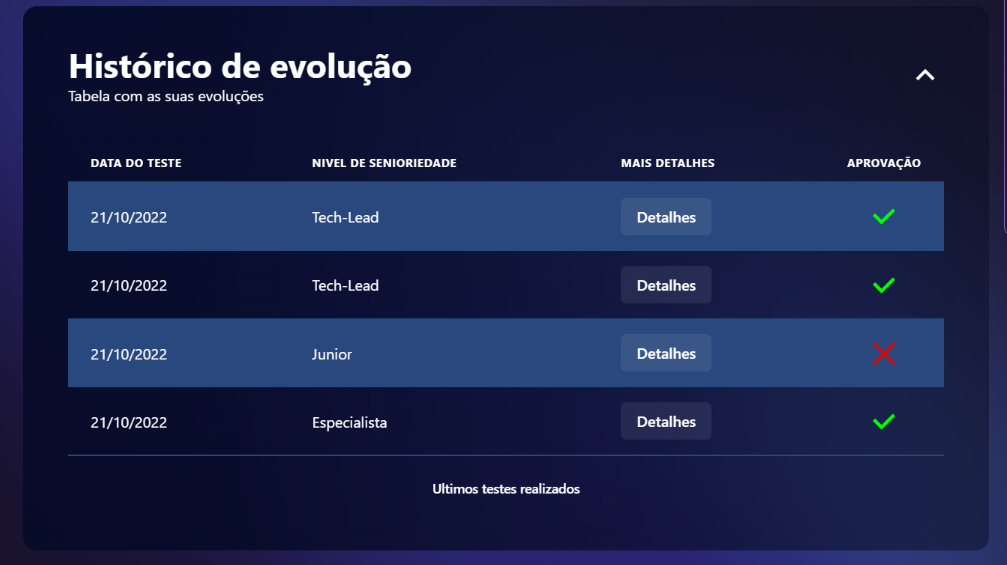 Histórico de evolução
Tabela com as suas evoluções
DATA DO TESTE NIVEL DE SENIORIEDADE MAIS DETALHES APROVAÇÃO
21/10/2022 Tech-Lead Detalhes
21/10/2022 Tech-Lead Detalhes
21/10/2022 Junior Detalhes
21/10/2022 Especialista Detalhes
Ultimos testes realizados